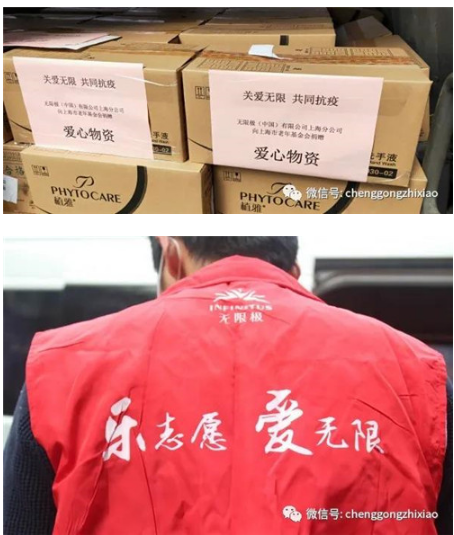 关爱无限 共同抗疫
无限极（中国）有限公司上海分公司
向上海市老年基金会捐赠
爱心物资
关爱无限 共同抗疫
无限极（中国）有限公司上海分公司
向上海市老年基金会捐赠
爱心物资
手液
洗手液
030-02
PHYTOCARE
植雅
PHYTOCARE
植雅
微信号: chenggongzhixiao
INFINITUS
无限极
乐志愿 爱无限
微信号: chenggongzhixiao